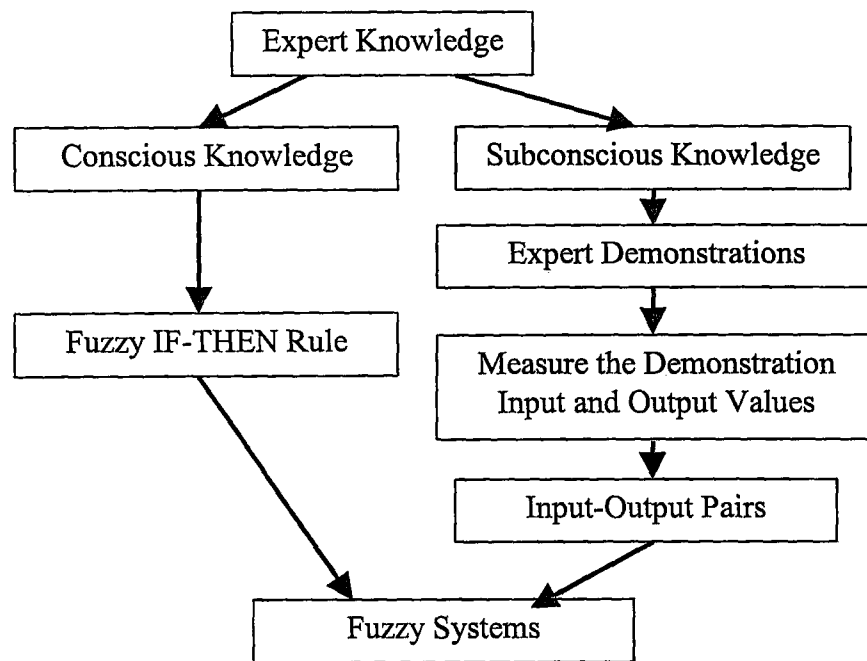 Expert Knowledge
Conscious Knowledge
Subconscious Knowledge
Expert Demonstrations
Fuzzy IF-THEN Rule
Measure the Demonstration
Input and Output Values
Input-Output Pairs
Fuzzy Systems